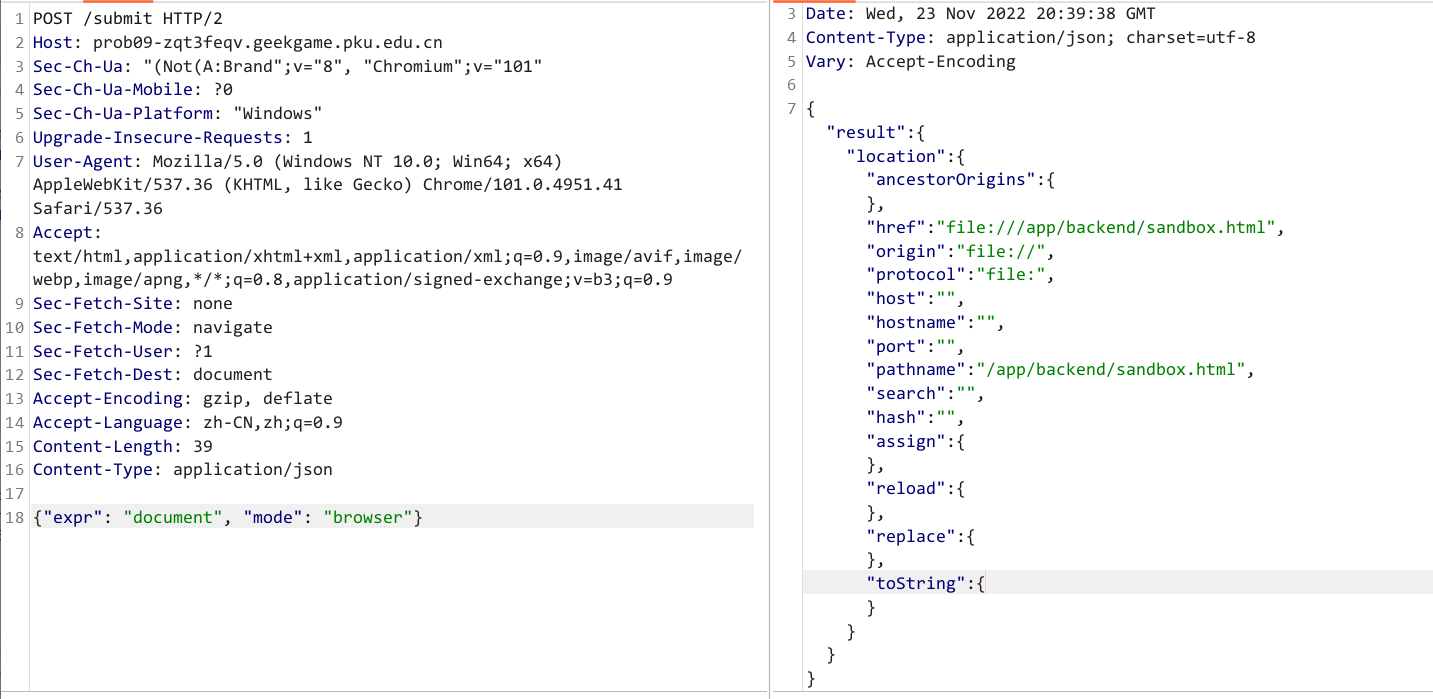 1 POST /submit HTTP/2
2 Host: prob09-zqt3feqv.geekgame.pku.edu.cn
3 Sec-Ch-Ua: "(Not(A:Brand";v="8", "Chromium";v="101"
4 Sec-Ch-Ua-Mobile: ?0
5 Sec-Ch-Ua-Platform: "Windows"
6 Upgrade-Insecure-Requests: 1
7 User-Agent: Mozilla/5.0 (Windows NT 10.0; Win64; x64)
AppleWebKit/537.36 (KHTML, like Gecko) Chrome/101.0.4951.41
Safari/537.36
8 Accept:
text/html,application/xhtml+xml,application/xml;q=0.9,image/avif,image/
webp,image/apng,*/*;q=0.8,application/signed-exchange;v=b3;q=0.9
9 Sec-Fetch-Site: none
10 Sec-Fetch-Mode: navigate
11 Sec-Fetch-User: ?1
12 Sec-Fetch-Dest: document
13 Accept-Encoding: gzip, deflate
14 Accept-Language: zh-CN,zh;q=0.9
15 Content-Length: 39
16 Content-Type: application/json
17
18 {"expr": "document", "mode": "browser"}
3 Date: Wed, 23 Nov 2022 20:39:38 GMT
4 Content-Type: application/json; charset=utf-8
5 Vary: Accept-Encoding
6
7 {
"result":{
"location":{
"ancestorOrigins":{
},
"href":"file:///app/backend/sandbox.html",
"origin":"file://",
"protocol":"file:",
"host":"",
"hostname":"",
"port":"",
"pathname":"/app/backend/sandbox.html",
"search":"",
"hash":"",
"assign":{
},
"reload":{
},
"replace":{
},
"toString":{
}
}
}
}